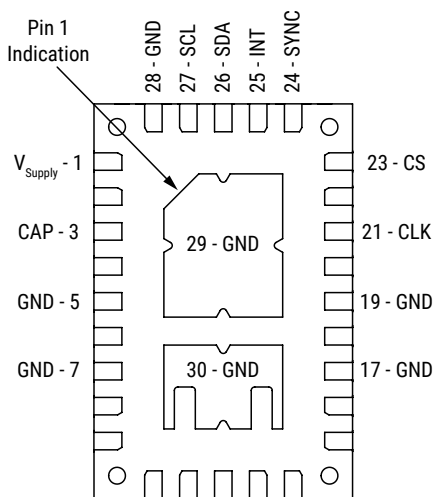 Pin 1
Indication
28 - GND
27 - SCL
26 - SDA
25 - INT
24 - SYNC
V_Supply - 1
23 - CS
CAP - 3
29 - GND
21 - CLK
GND - 5
19 - GND
GND - 7
30 - GND
17 - GND